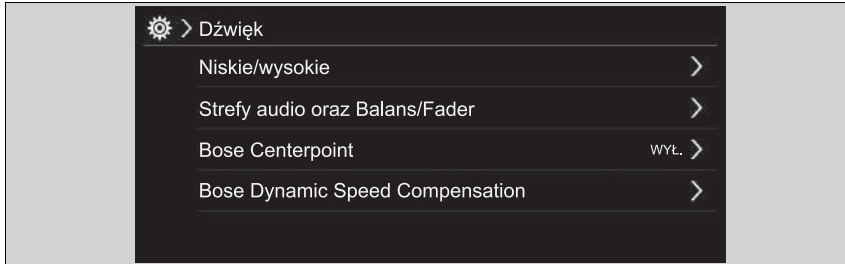 Dźwięk
Niskie/wysokie
Strefy audio oraz Balans/Fader
Bose Centerpoint WYŁ.
Bose Dynamic Speed Compensation